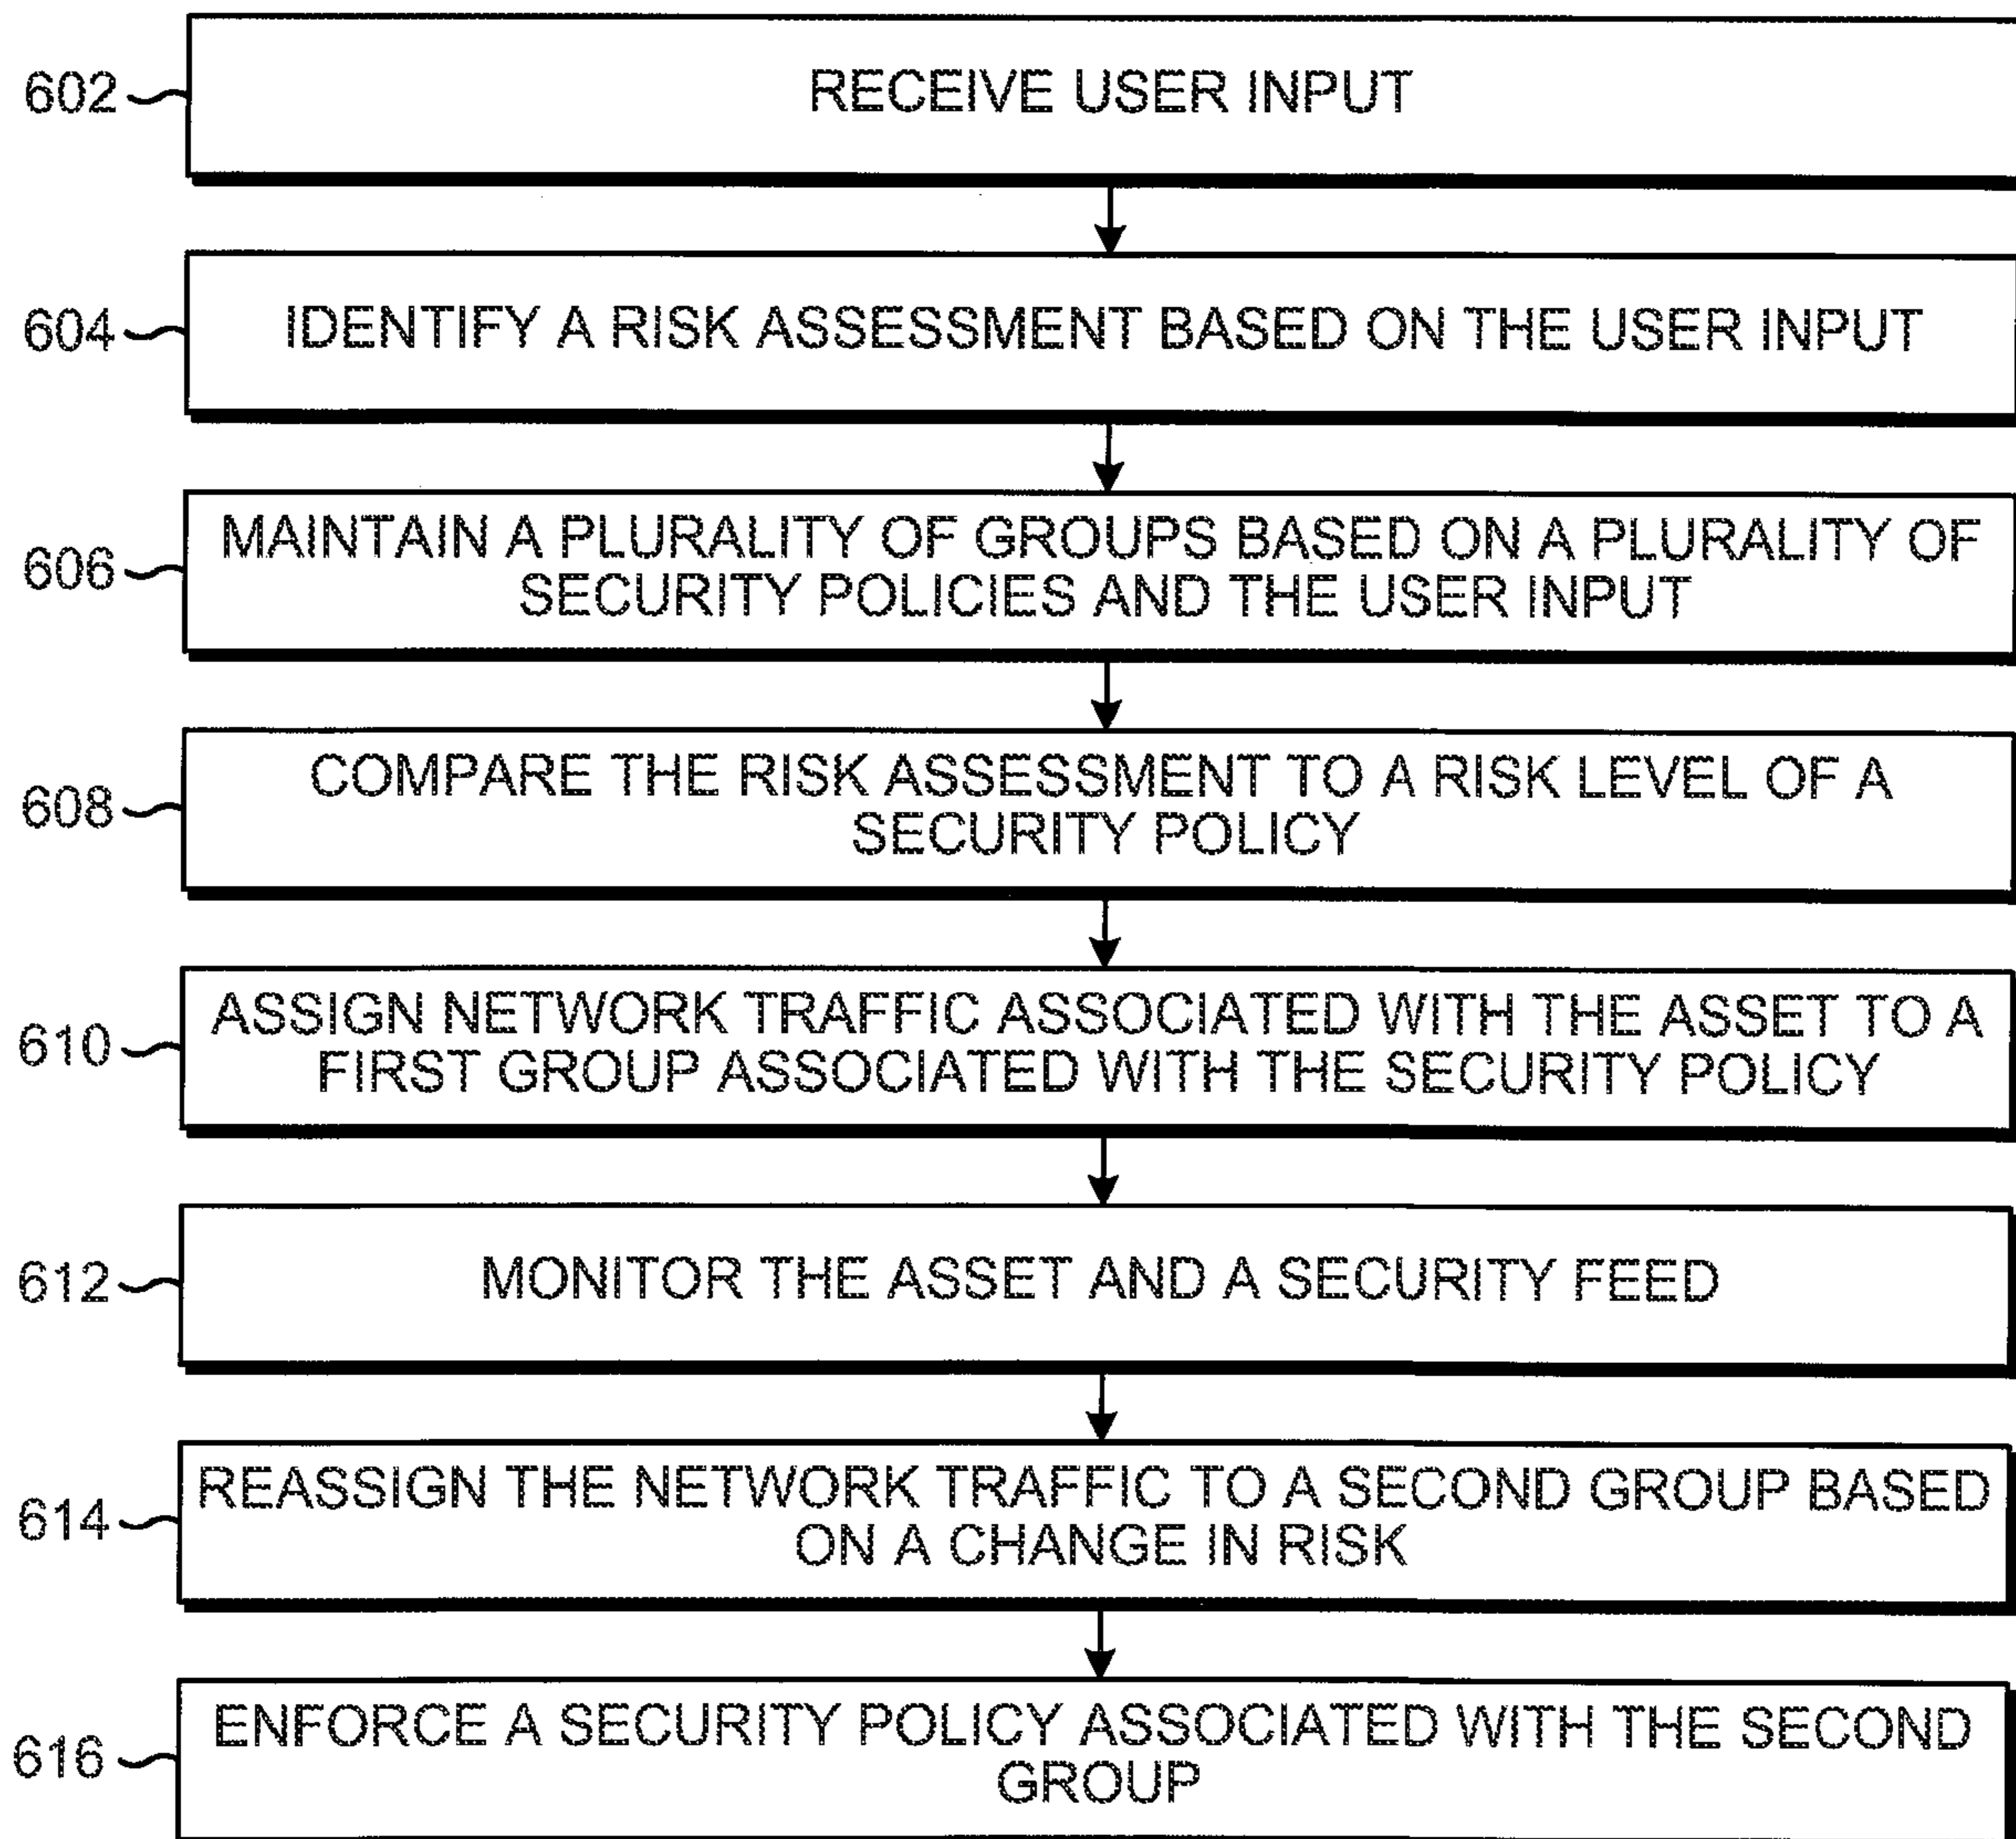 602
RECEIVE USER INPUT
604
IDENTIFY A RISK ASSESSMENT BASED ON THE USER INPUT
606
MAINTAIN A PLURALITY OF GROUPS BASED ON A PLURALITY OF
SECURITY POLICIES AND THE USER INPUT
608
COMPARE THE RISK ASSESSMENT TO A RISK LEVEL OF A
SECURITY POLICY
610
ASSIGN NETWORK TRAFFIC ASSOCIATED WITH THE ASSET TO A
FIRST GROUP ASSOCIATED WITH THE SECURITY POLICY
612
MONITOR THE ASSET AND A SECURITY FEED
614
REASSIGN THE NETWORK TRAFFIC TO A SECOND GROUP BASED
ON A CHANGE IN RISK
616
ENFORCE A SECURITY POLICY ASSOCIATED WITH THE SECOND
GROUP